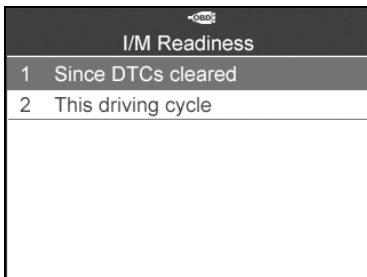 OBD
I/M Readiness
1 Since DTCs cleared
2 This driving cycle